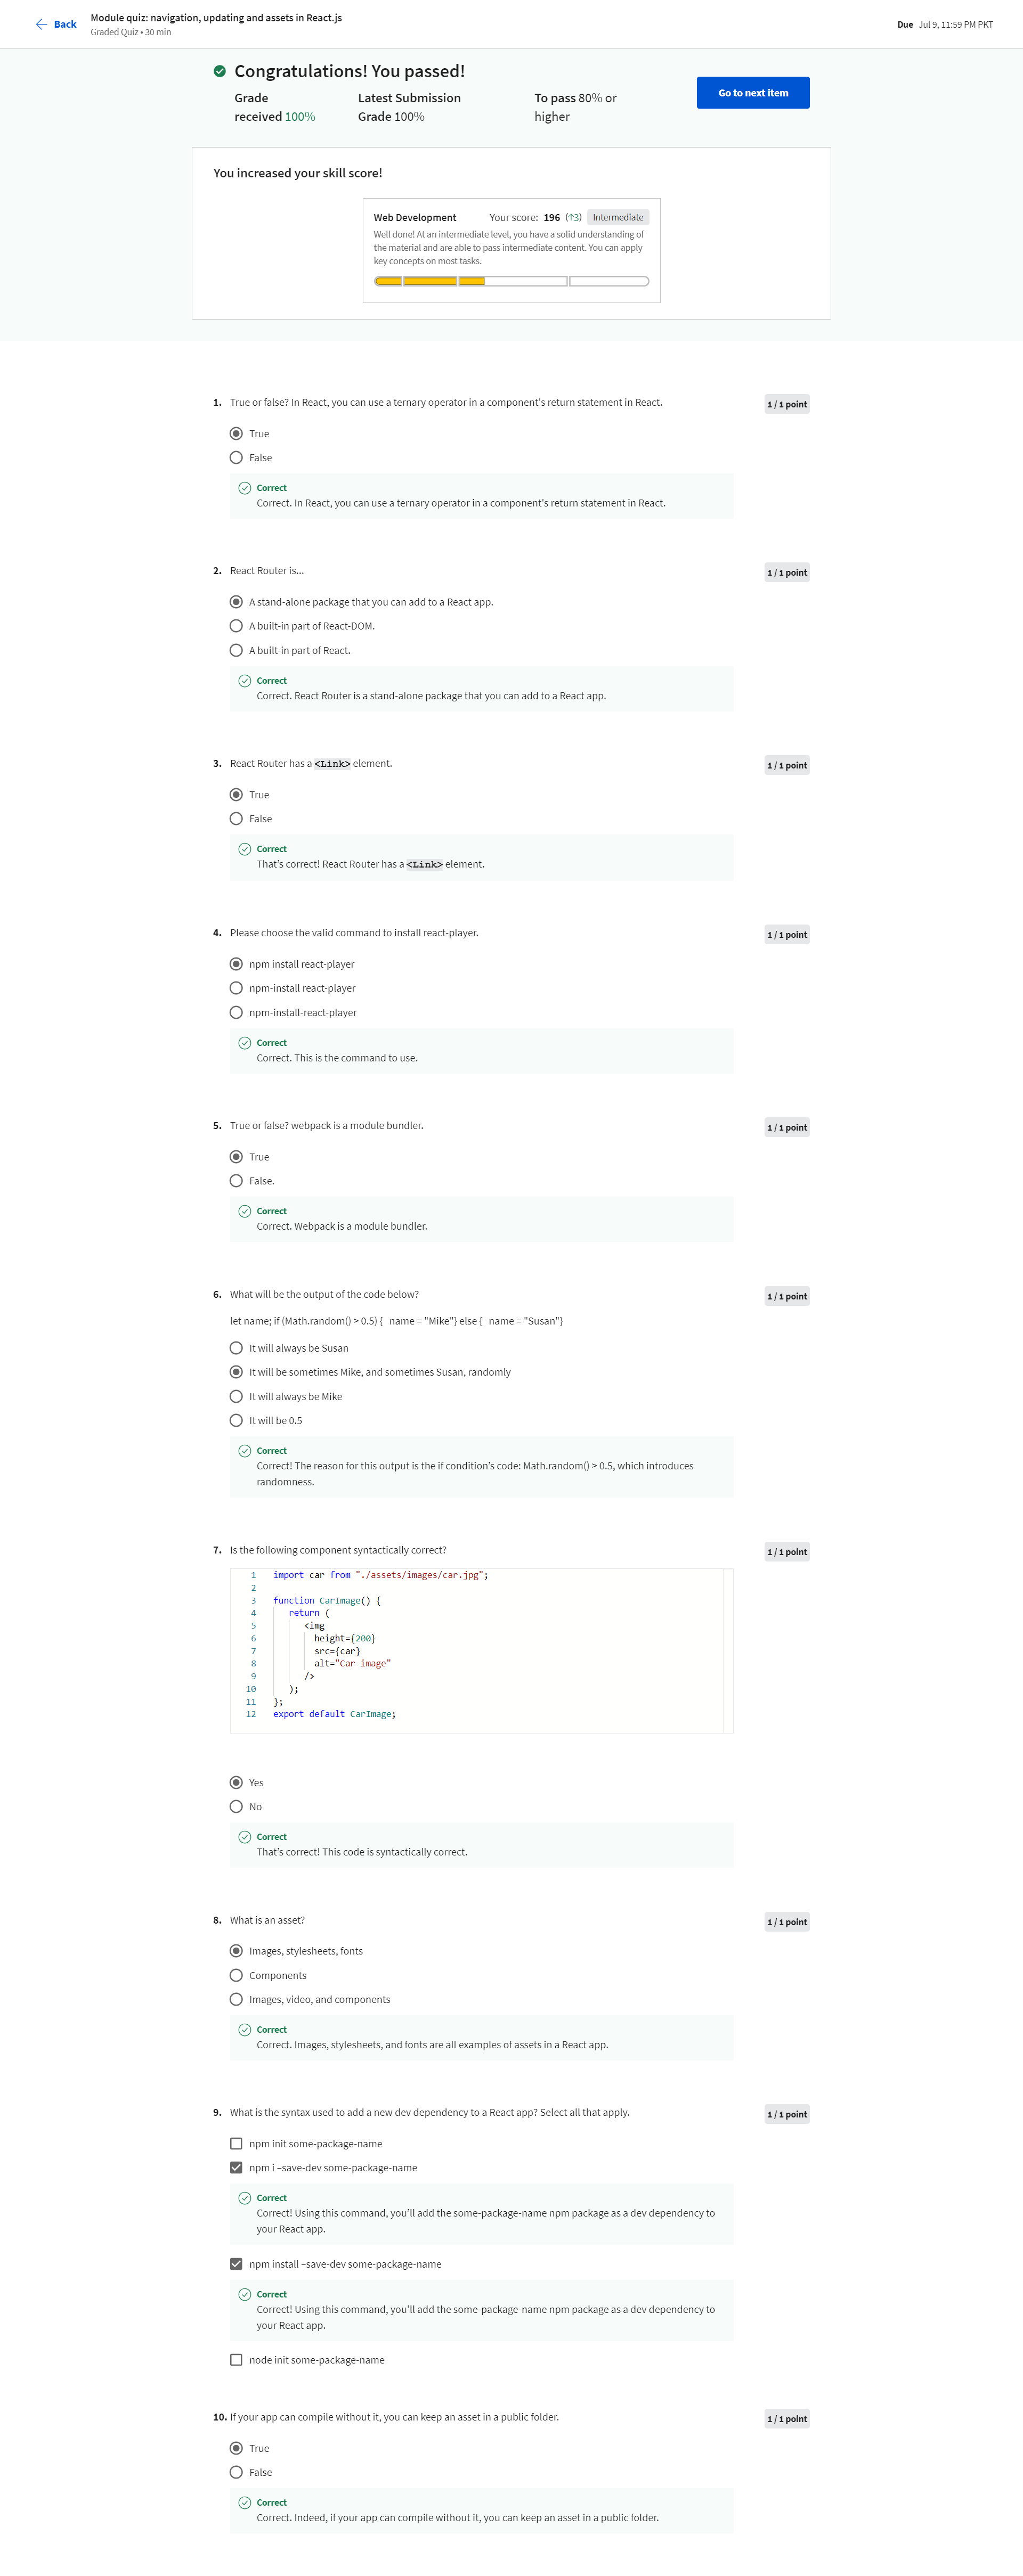 Back
Module quiz: navigation, updating and assets in React.js
Graded Quiz • 30 min
Due Jul 9, 11:59 PM PKT
Congratulations! You passed!
Grade
received 100%
Latest Submission
Grade 100%
To pass 80% or
higher
Go to next item
You increased your skill score!
Web Development
Your score: 196 (↑3) Intermediate
Well done! At an intermediate level, you have a solid understanding of
the material and are able to pass intermediate content. You can apply
key concepts on most tasks.
1. True or false? In React, you can use a ternary operator in a component's return statement in React.
1 / 1 point
True
False
Correct
Correct. In React, you can use a ternary operator in a component's return statement in React.
2. React Router is...
1 / 1 point
A stand-alone package that you can add to a React app.
A built-in part of React-DOM.
A built-in part of React.
Correct
Correct. React Router is a stand-alone package that you can add to a React app.
3. React Router has a <Link> element.
1 / 1 point
True
False
Correct
That's correct! React Router has a <Link> element.
4. Please choose the valid command to install react-player.
1 / 1 point
npm install react-player
npm-install react-player
npm-install-react-player
Correct
Correct. This is the command to use.
5. True or false? webpack is a module bundler.
1 / 1 point
True
False.
Correct
Correct. Webpack is a module bundler.
6. What will be the output of the code below?
1 / 1 point
let name; if (Math.random() > 0.5) {   name = "Mike"} else {   name = "Susan"}
It will always be Susan
It will be sometimes Mike, and sometimes Susan, randomly
It will always be Mike
It will be 0.5
Correct
Correct! The reason for this output is the if condition's code: Math.random() > 0.5, which introduces
randomness.
7. Is the following component syntactically correct?
1 / 1 point
1 import car from "./assets/images/car.jpg";
2
3 function CarImage() {
4 return (
5 <img
6 height={200}
7 src={car}
8 alt="Car image"
9 />
10 );
11 };
12 export default CarImage;
Yes
No
Correct
That's correct! This code is syntactically correct.
8. What is an asset?
1 / 1 point
Images, stylesheets, fonts
Components
Images, video, and components
Correct
Correct. Images, stylesheets, and fonts are all examples of assets in a React app.
9. What is the syntax used to add a new dev dependency to a React app? Select all that apply.
1 / 1 point
npm init some-package-name
npm i –save-dev some-package-name
Correct
Correct! Using this command, you'll add the some-package-name npm package as a dev dependency to
your React app.
npm install –save-dev some-package-name
Correct
Correct! Using this command, you'll add the some-package-name npm package as a dev dependency to
your React app.
node init some-package-name
10. If your app can compile without it, you can keep an asset in a public folder.
1 / 1 point
True
False
Correct
Correct. Indeed, if your app can compile without it, you can keep an asset in a public folder.